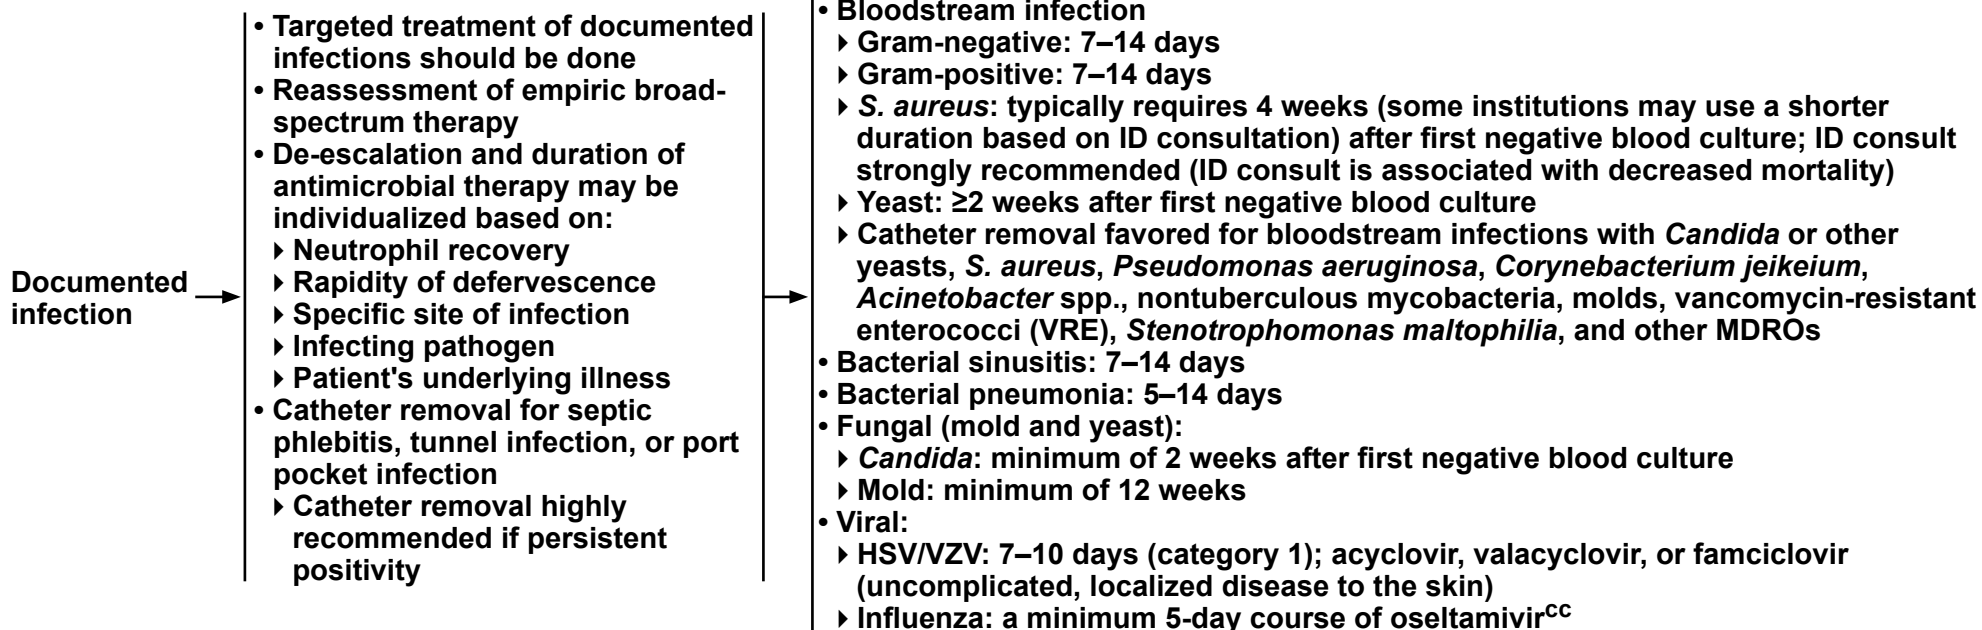 Documented
infection
• Targeted treatment of documented
infections should be done
• Reassessment of empiric broad-
spectrum therapy
• De-escalation and duration of
antimicrobial therapy may be
individualized based on:
Neutrophil recovery
Rapidity of defervescence
Specific site of infection
Infecting pathogen
Patient's underlying illness
• Catheter removal for septic
phlebitis, tunnel infection, or port
pocket infection
Catheter removal highly
recommended if persistent
positivity
• Bloodstream infection
Gram-negative: 7–14 days
Gram-positive: 7–14 days
S. aureus: typically requires 4 weeks (some institutions may use a shorter
duration based on ID consultation) after first negative blood culture; ID consult
strongly recommended (ID consult is associated with decreased mortality)
Yeast: ≥2 weeks after first negative blood culture
Catheter removal favored for bloodstream infections with Candida or other
yeasts, S. aureus, Pseudomonas aeruginosa, Corynebacterium jeikeium,
Acinetobacter spp., nontuberculous mycobacteria, molds, vancomycin-resistant
enterococci (VRE), Stenotrophomonas maltophilia, and other MDROs
• Bacterial sinusitis: 7–14 days
• Bacterial pneumonia: 5–14 days
• Fungal (mold and yeast):
Candida: minimum of 2 weeks after first negative blood culture
Mold: minimum of 12 weeks
• Viral:
HSV/VZV: 7–10 days (category 1); acyclovir, valacyclovir, or famciclovir
(uncomplicated, localized disease to the skin)
Influenza: a minimum 5-day course of oseltamivircc